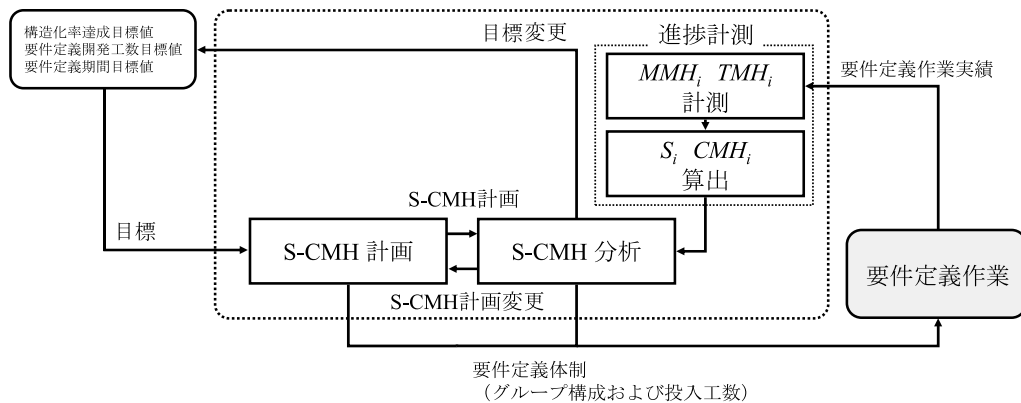 構造化率達成目標値
要件定義開発工数目標値
要件定義期間目標値
目標変更
進捗計測
MMH_i TMH_i
計測
要件定義作業実績
S_i CMH_i
算出
S-CMH計画
目標
S-CMH 計画
S-CMH 分析
要件定義作業
S-CMH計画変更
要件定義体制
（グループ構成および投入工数）